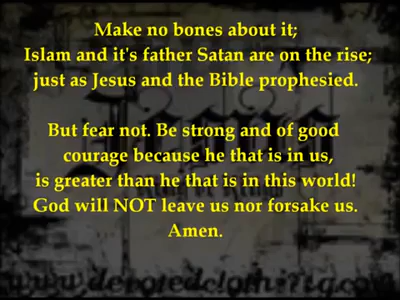 Make no bones about it;
Islam and it's father Satan are on the rise;
just as Jesus and the Bible prophesied.
But fear not. Be strong and of good
courage because he that is in us,
is greater than he that is in this world!
God will NOT leave us nor forsake us.
Amen.